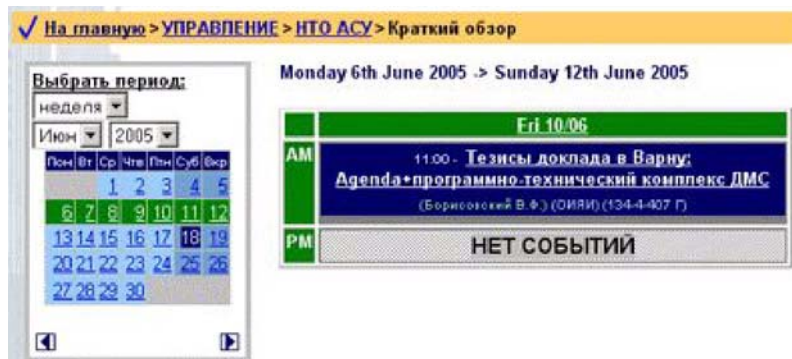 На главную > УПРАВЛЕНИЕ > НТО АСУ > Краткий обзор
Выбрать период:
неделя
Июн 2005
Пон Вт Ср Чтв Птн Суб Вкр
1 2 3 4 5
6 7 8 9 10 11 12
13 14 15 16 17 18 19
20 21 22 23 24 25 26
27 28 29 30
Monday 6th June 2005 -> Sunday 12th June 2005
Fri 10/06
AM
11:00 - Тезисы доклада в Варну:
Agenda+программно-технический комплекс ДМС
(Борисовский В.Ф.) (ОИЯИ) (134-4-407 Г)
PM
НЕТ СОБЫТИЙ